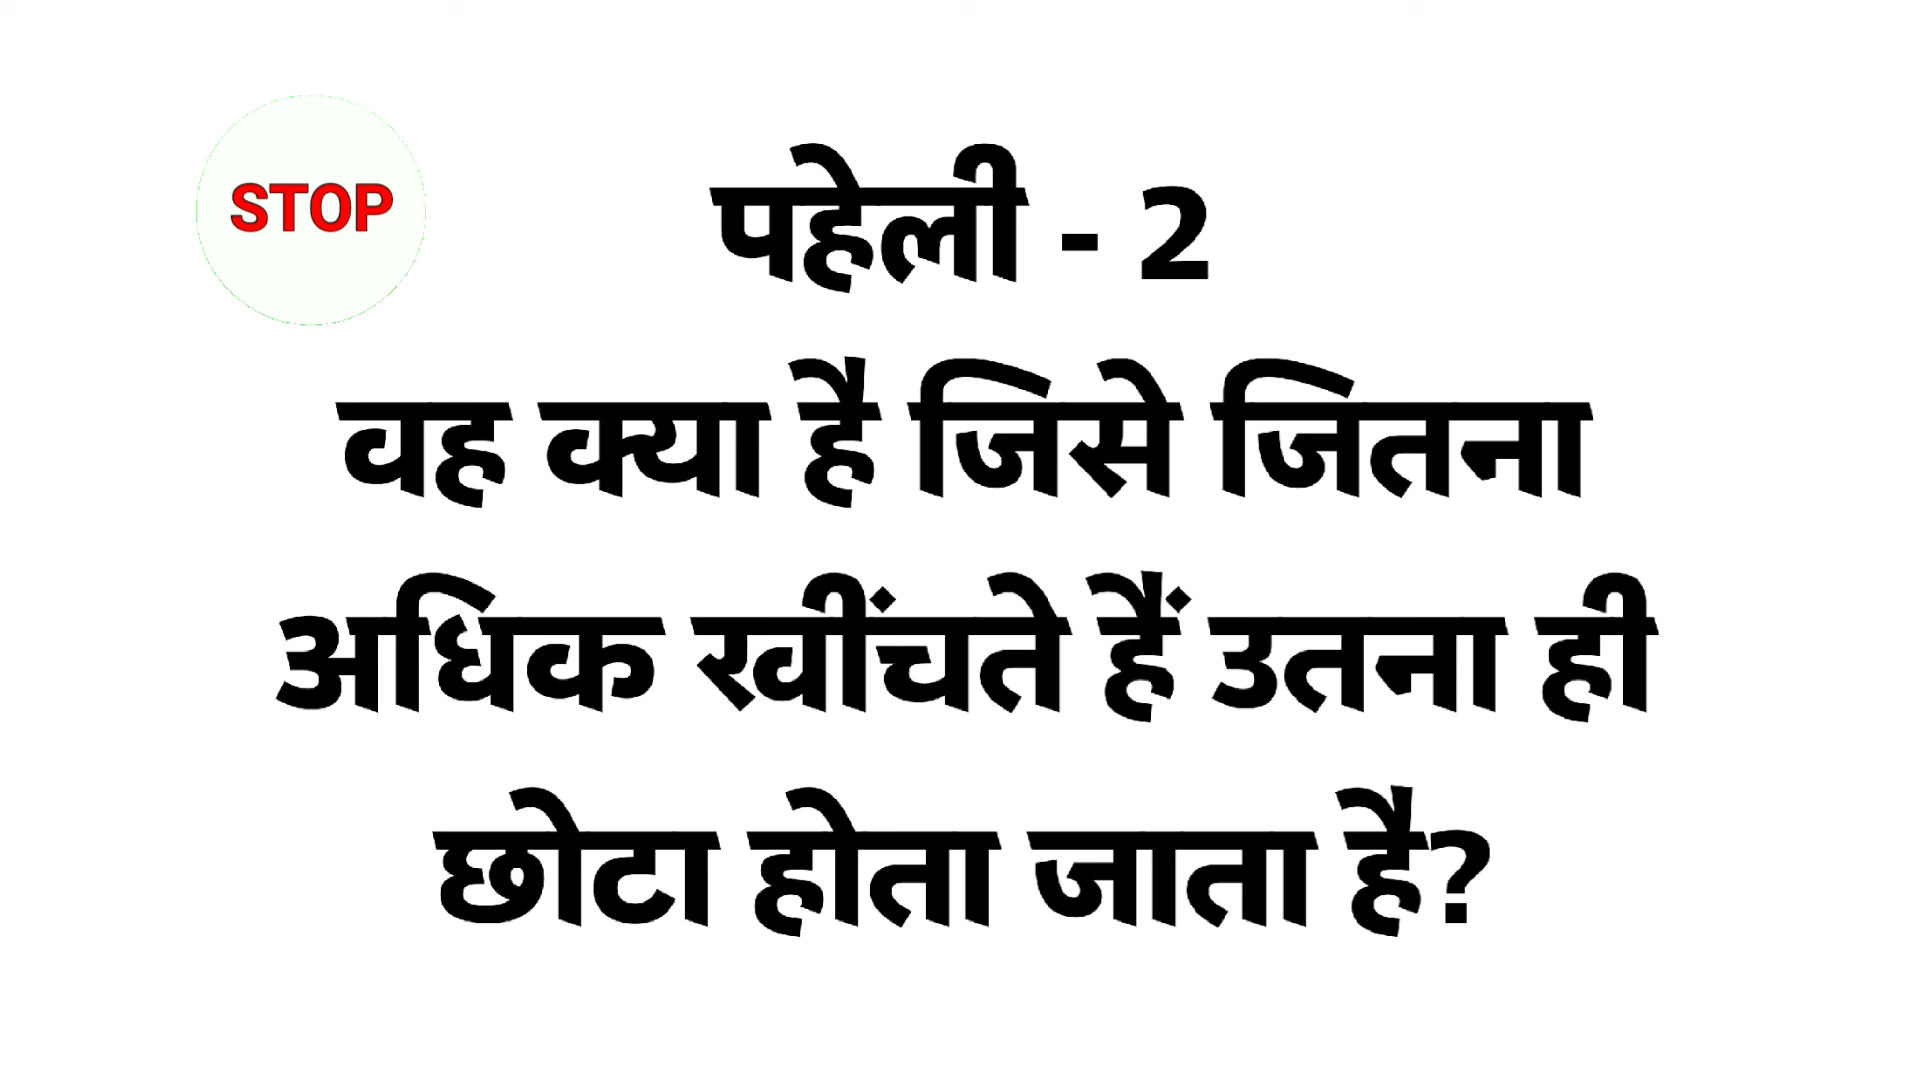 STOP
पहेली - 2
वह क्या है जिसे जितना
अधिक खींचते हैं उतना ही
छोटा होता जाता है?